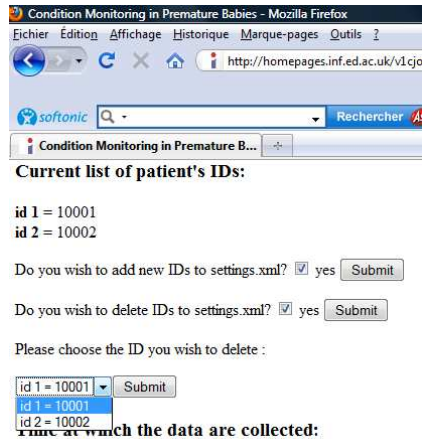 Condition Monitoring in Premature Babies - Mozilla Firefox
Fichier Édition Affichage Historique Marque-pages Outils ?
http://homepages.inf.ed.ac.uk/v1cjo
softonic Rechercher
Condition Monitoring in Premature B...
Current list of patient's IDs:
id 1 = 10001
id 2 = 10002
Do you wish to add new IDs to settings.xml? yes Submit
Do you wish to delete IDs to settings.xml? yes Submit
Please choose the ID you wish to delete :
id 1 = 10001 Submit
id 1 = 10001
id 2 = 10002
Time at which the data are collected: